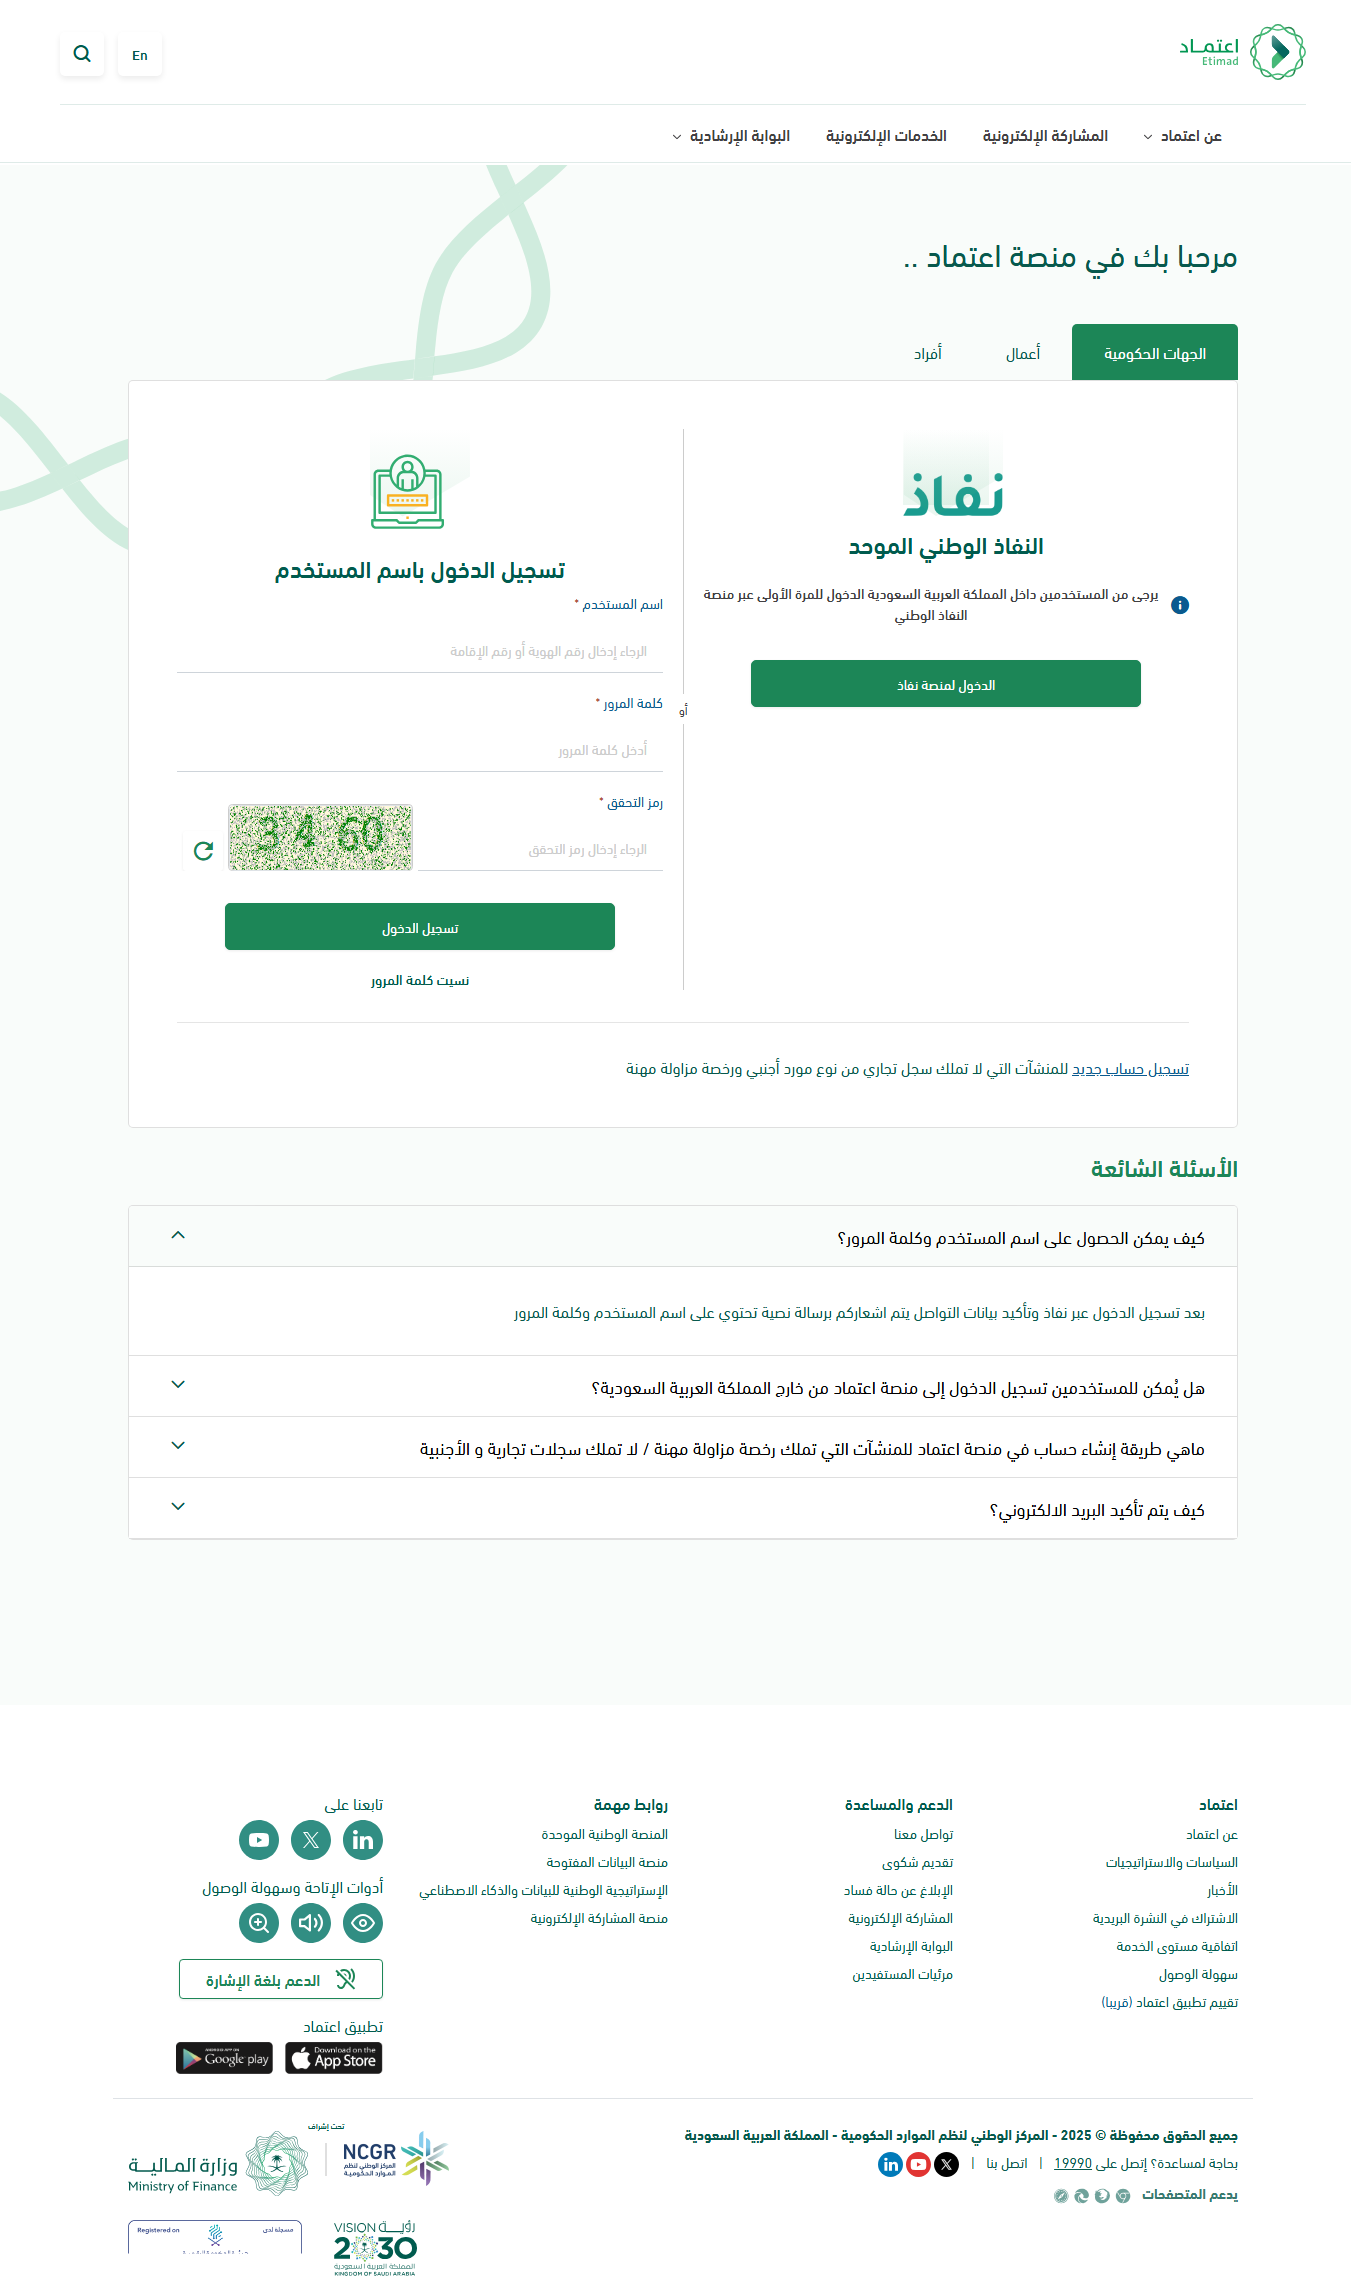 اعتماد
Etimad
En
عن اعتماد
المشاركة الإلكترونية
الخدمات الإلكترونية
البوابة الإرشادية
مرحبا بك في منصة اعتماد ..
الجهات الحكومية
أعمال
أفراد
نفاذ
النفاذ الوطني الموحد
يرجى من المستخدمين داخل المملكة العربية السعودية الدخول للمرة الأولى عبر منصة
النفاذ الوطني
الدخول لمنصة نفاذ
أو
تسجيل الدخول باسم المستخدم
اسم المستخدم *
الرجاء إدخال رقم الهوية أو رقم الإقامة
كلمة المرور *
أدخل كلمة المرور
رمز التحقق *
الرجاء إدخال رمز التحقق
3 4 60
تسجيل الدخول
نسيت كلمة المرور
تسجيل حساب جديد للمنشآت التي لا تملك سجل تجاري من نوع مورد أجنبي ورخصة مزاولة مهنة
الأسئلة الشائعة
كيف يمكن الحصول على اسم المستخدم وكلمة المرور؟
بعد تسجيل الدخول عبر نفاذ وتأكيد بيانات التواصل يتم اشعاركم برسالة نصية تحتوي على اسم المستخدم وكلمة المرور
هل يُمكن للمستخدمين تسجيل الدخول إلى منصة اعتماد من خارج المملكة العربية السعودية؟
ماهي طريقة إنشاء حساب في منصة اعتماد للمنشآت التي تملك رخصة مزاولة مهنة / لا تملك سجلات تجارية و الأجنبية
كيف يتم تأكيد البريد الالكتروني؟
اعتماد
عن اعتماد
السياسات والاستراتيجيات
الأخبار
الاشتراك في النشرة البريدية
اتفاقية مستوى الخدمة
سهولة الوصول
تقييم تطبيق اعتماد (قريبا)
الدعم والمساعدة
تواصل معنا
تقديم شكوى
الإبلاغ عن حالة فساد
المشاركة الإلكترونية
البوابة الإرشادية
مرئيات المستفيدين
روابط مهمة
المنصة الوطنية الموحدة
منصة البيانات المفتوحة
الإستراتيجية الوطنية للبيانات والذكاء الاصطناعي
منصة المشاركة الإلكترونية
تابعنا على
أدوات الإتاحة وسهولة الوصول
الدعم بلغة الإشارة
تطبيق اعتماد
Download on the
App Store
ANDROID APP ON
Google play
جميع الحقوق محفوظة © 2025 - المركز الوطني لنظم الموارد الحكومية - المملكة العربية السعودية
بحاجة لمساعدة؟ إتصل على 19990 | اتصل بنا |
يدعم المتصفحات
تحت إشراف
NCGR
المركز الوطني لنظم
الموارد الحكومية
وزارة المالية
Ministry of Finance
VISION رؤية
2030
المملكة العربية السعودية
KINGDOM OF SAUDI ARABIA
مسجلة لدى
Registered on